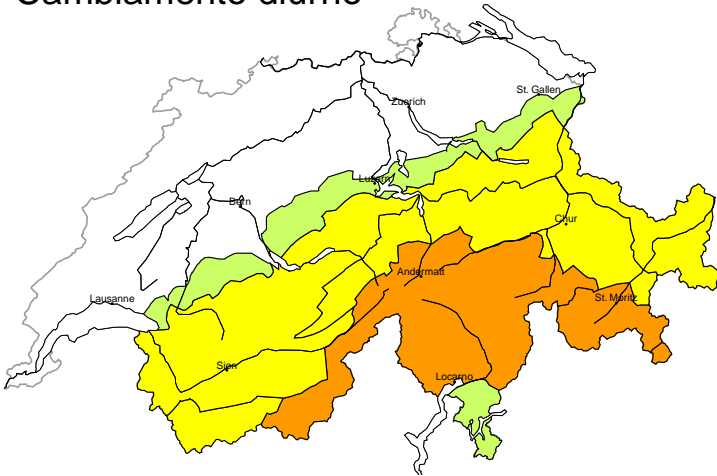 Cambiamento diurno
St. Gallen
Zuerich
Luzern
Bern
Chur
Andermatt
Lausanne
St. Moritz
Sion
Locarno